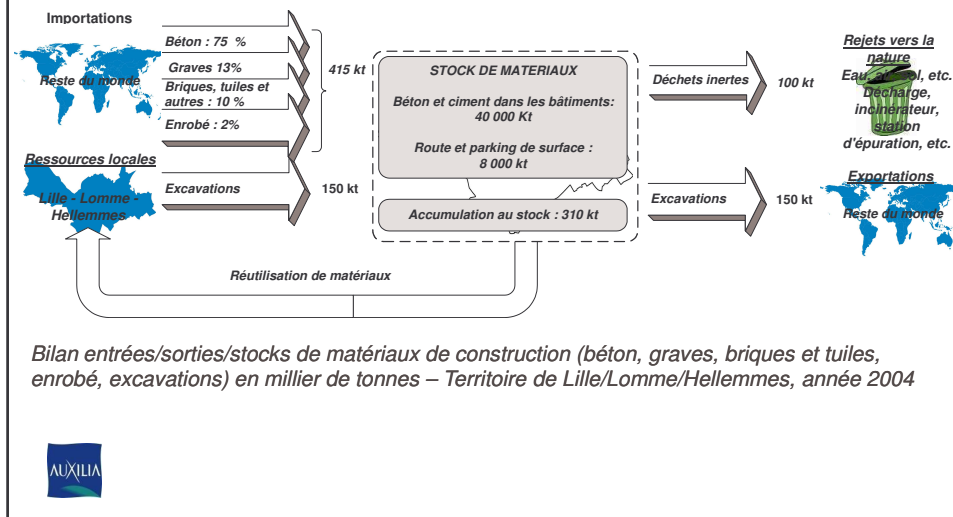 Importations
Reste du monde
Béton : 75 %
Graves 13%
Briques, tuiles et
autres : 10 %
Enrobé : 2%
415 kt
Ressources locales
Lille - Lomme -
Hellemmes
Excavations
150 kt
STOCK DE MATERIAUX
Béton et ciment dans les bâtiments:
40 000 Kt
Route et parking de surface :
8 000 kt
Accumulation au stock : 310 kt
Déchets inertes
100 kt
Rejets vers la
nature
Eau, air, sol, etc.
Décharge,
incinérateur,
station
d'épuration, etc.
Excavations
150 kt
Exportations
Reste du monde
Réutilisation de matériaux
Bilan entrées/sorties/stocks de matériaux de construction (béton, graves, briques et tuiles,
enrobé, excavations) en millier de tonnes – Territoire de Lille/Lomme/Hellemmes, année 2004
AUXILIA